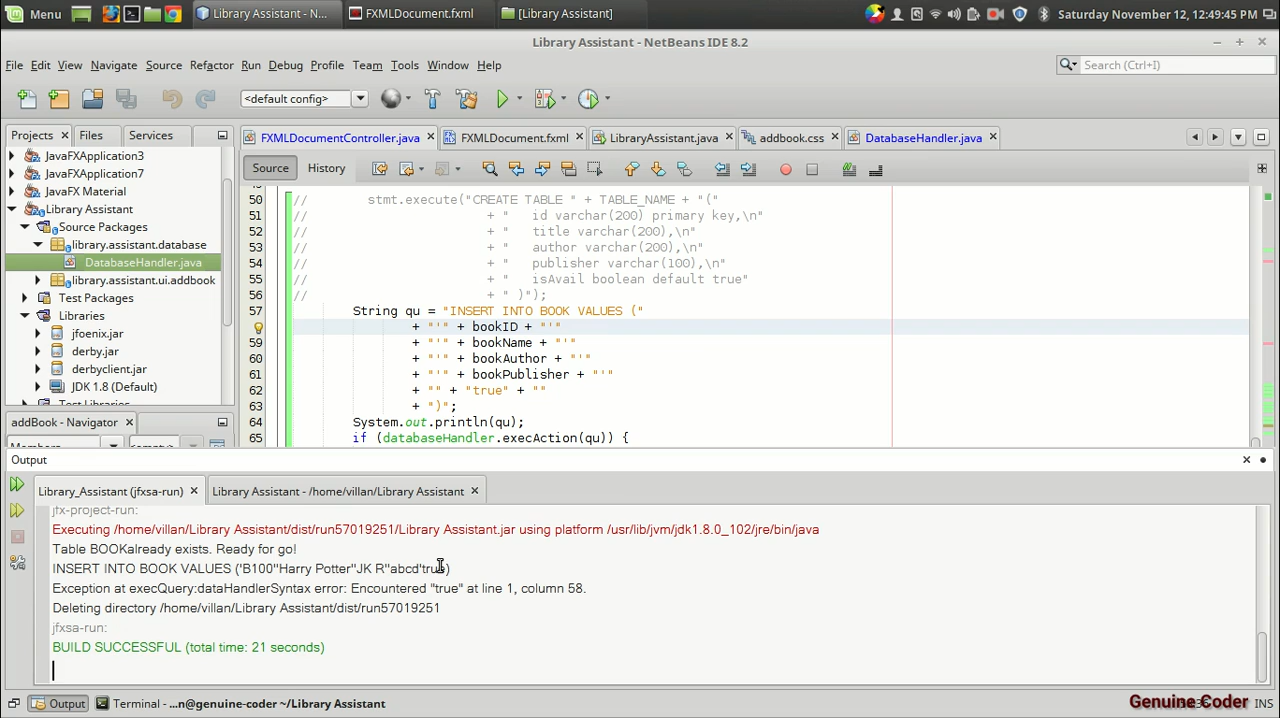 Menu
Library Assistant - N...
FXMLDocument.fxml
[Library Assistant]
Saturday November 12, 12:49:45 PM
Library Assistant - NetBeans IDE 8.2
File Edit View Navigate Source Refactor Run Debug Profile Team Tools Window Help
Search (Ctrl+I)
<default config>
Projects Files Services
FXMLDocumentController.java FXMLDocument.fxml LibraryAssistant.java addbook.css DatabaseHandler.java
Source History
JavaFXApplication3
JavaFXApplication7
JavaFX Material
Library Assistant
Source Packages
library.assistant.database
DatabaseHandler.java
library.assistant.ui.addbook
Test Packages
Libraries
jfoenix.jar
derby.jar
derbyclient.jar
JDK 1.8 (Default)
Test Libraries
addBook - Navigator
50 // stmt.execute("CREATE TABLE " + TABLE_NAME + "("
51 // + " id varchar(200) primary key,\n"
52 // + " title varchar(200),\n"
53 // + " author varchar(200),\n"
54 // + " publisher varchar(100),\n"
55 // + " isAvail boolean default true"
56 // + " )");
57 String qu = "INSERT INTO BOOK VALUES ("
+ "'" + bookID + "'"
59 + "'" + bookName + "'"
60 + "'" + bookAuthor + "'"
61 + "'" + bookPublisher + "'"
62 + "" + "true" + ""
63 + ")";
64 System.out.println(qu);
65 if (databaseHandler.execAction(qu)) {
Output
Library_Assistant (jfxsa-run) Library Assistant - /home/villan/Library Assistant
jfx-project-run:
Executing /home/villan/Library Assistant/dist/run57019251/Library Assistant.jar using platform /usr/lib/jvm/jdk1.8.0_102/jre/bin/java
Table BOOKalready exists. Ready for go!
INSERT INTO BOOK VALUES ('B100''Harry Potter''JK R''abcd'true)
Exception at execQuery:dataHandlerSyntax error: Encountered "true" at line 1, column 58.
Deleting directory /home/villan/Library Assistant/dist/run57019251
jfxsa-run:
BUILD SUCCESSFUL (total time: 21 seconds)
Output Terminal - ...n@genuine-coder ~/Library Assistant
Genuine Coder
INS